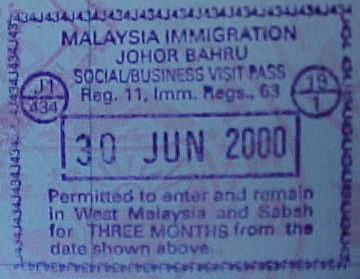 MALAYSIA IMMIGRATION
JOHOR BAHRU
SOCIAL/BUSINESS VISIT PASS
Reg. 11, Imm. Regs., 63
J1
434
19
1
30 JUN 2000
Permitted to enter and remain
in West Malaysia and Sabah
for THREE MONTHS from the
date shown above.